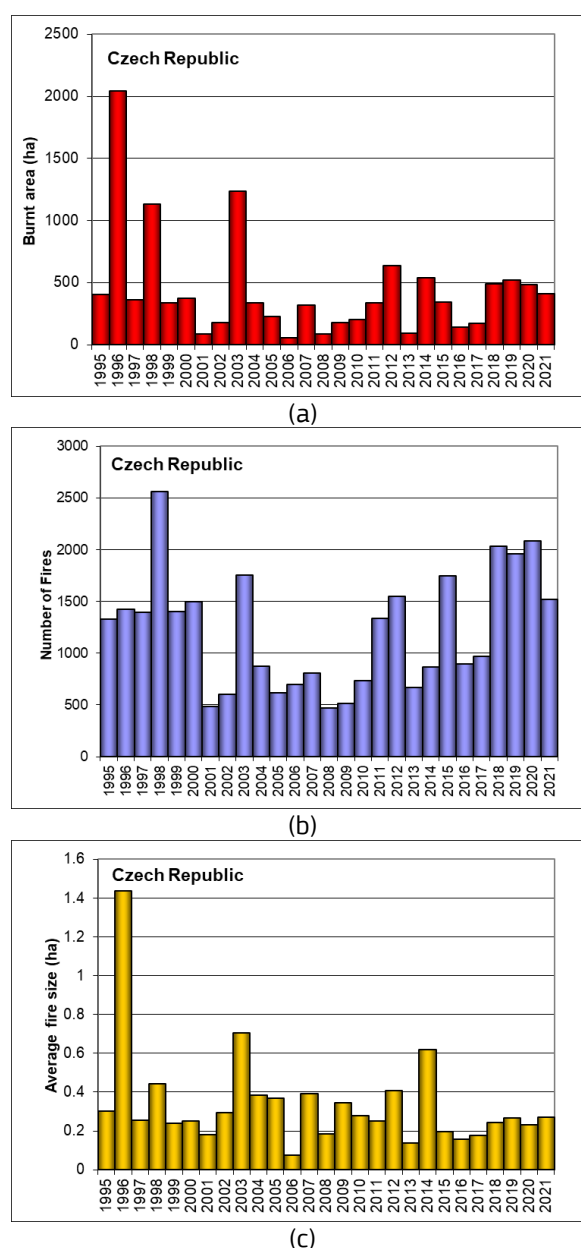 2500
Czech Republic
2000
1500
1000
500
0
Burnt area (ha)
1995 1996 1997 1998 1999 2000 2001 2002 2003 2004 2005 2006 2007 2008 2009 2010 2011 2012 2013 2014 2015 2016 2017 2018 2019 2020 2021
(a)
3000
Czech Republic
2500
2000
1500
1000
500
0
Number of Fires
1995 1996 1997 1998 1999 2000 2001 2002 2003 2004 2005 2006 2007 2008 2009 2010 2011 2012 2013 2014 2015 2016 2017 2018 2019 2020 2021
(b)
1.6
Czech Republic
1.4
1.2
1
0.8
0.6
0.4
0.2
0
Average fire size (ha)
1995 1996 1997 1998 1999 2000 2001 2002 2003 2004 2005 2006 2007 2008 2009 2010 2011 2012 2013 2014 2015 2016 2017 2018 2019 2020 2021
(c)